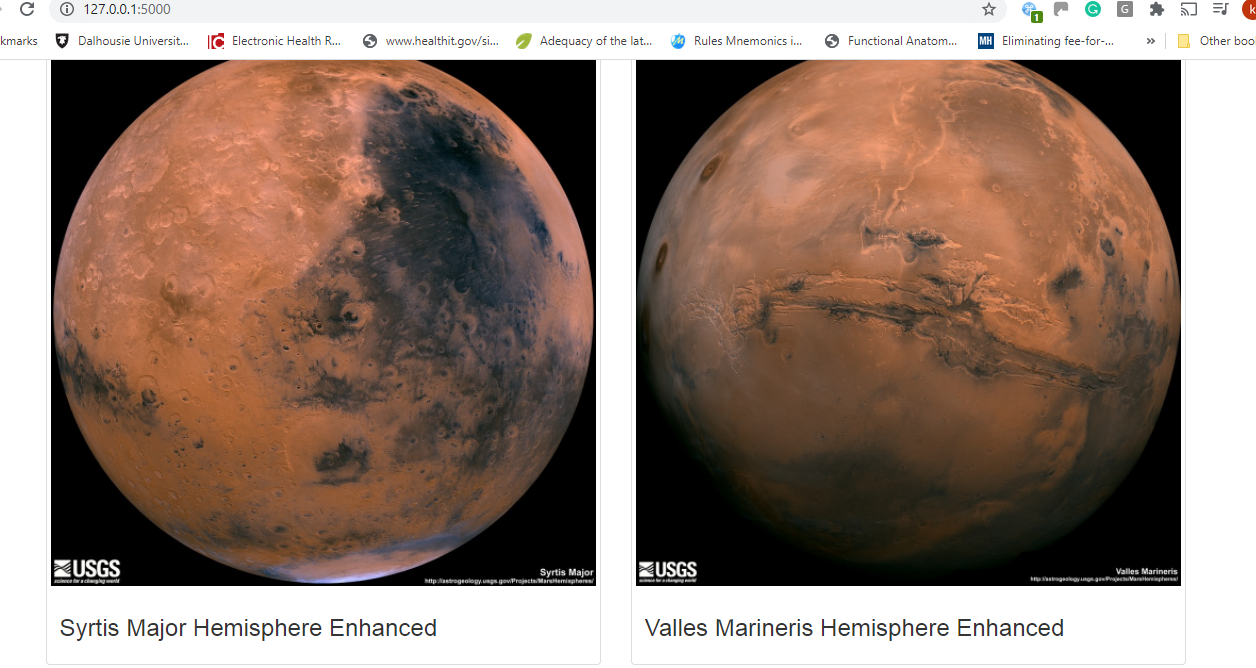 127.0.0.1:5000
1
G
G
k
kmarks
Dalhousie Universit...
Electronic Health R...
www.healthit.gov/si...
Adequacy of the lat...
Rules Mnemonics i...
Functional Anatom...
MH
Eliminating fee-for-...
»
Other boo
USGS
science for a changing world
Syrtis Major
http://astrogeology.usgs.gov/Projects/MarsHemispheres/
USGS
science for a changing world
Valles Marineris
http://astrogeology.usgs.gov/Projects/MarsHemispheres/
Syrtis Major Hemisphere Enhanced
Valles Marineris Hemisphere Enhanced